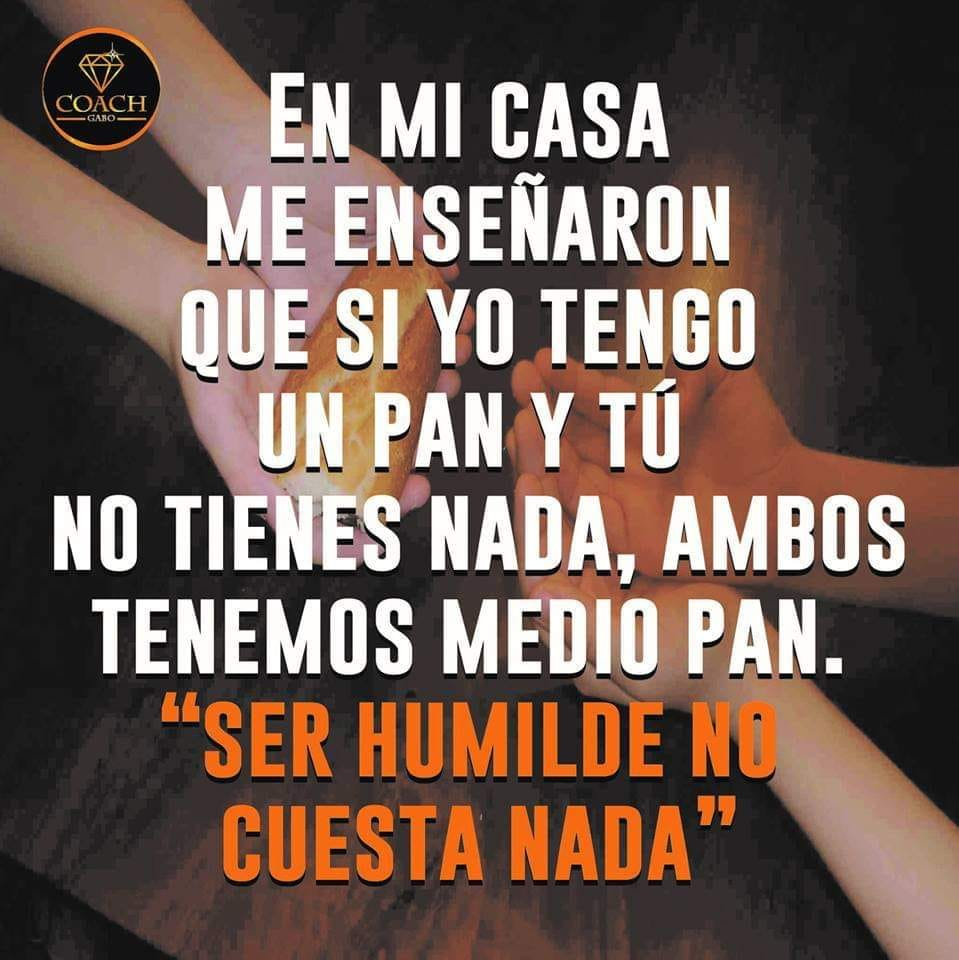 COACH
GABO
EN MI CASA
ME ENSEÑARON
QUE SI YO TENGO
UN PAN Y TÚ
NO TIENES NADA, AMBOS
TENEMOS MEDIO PAN.
“SER HUMILDE NO
CUESTA NADA”